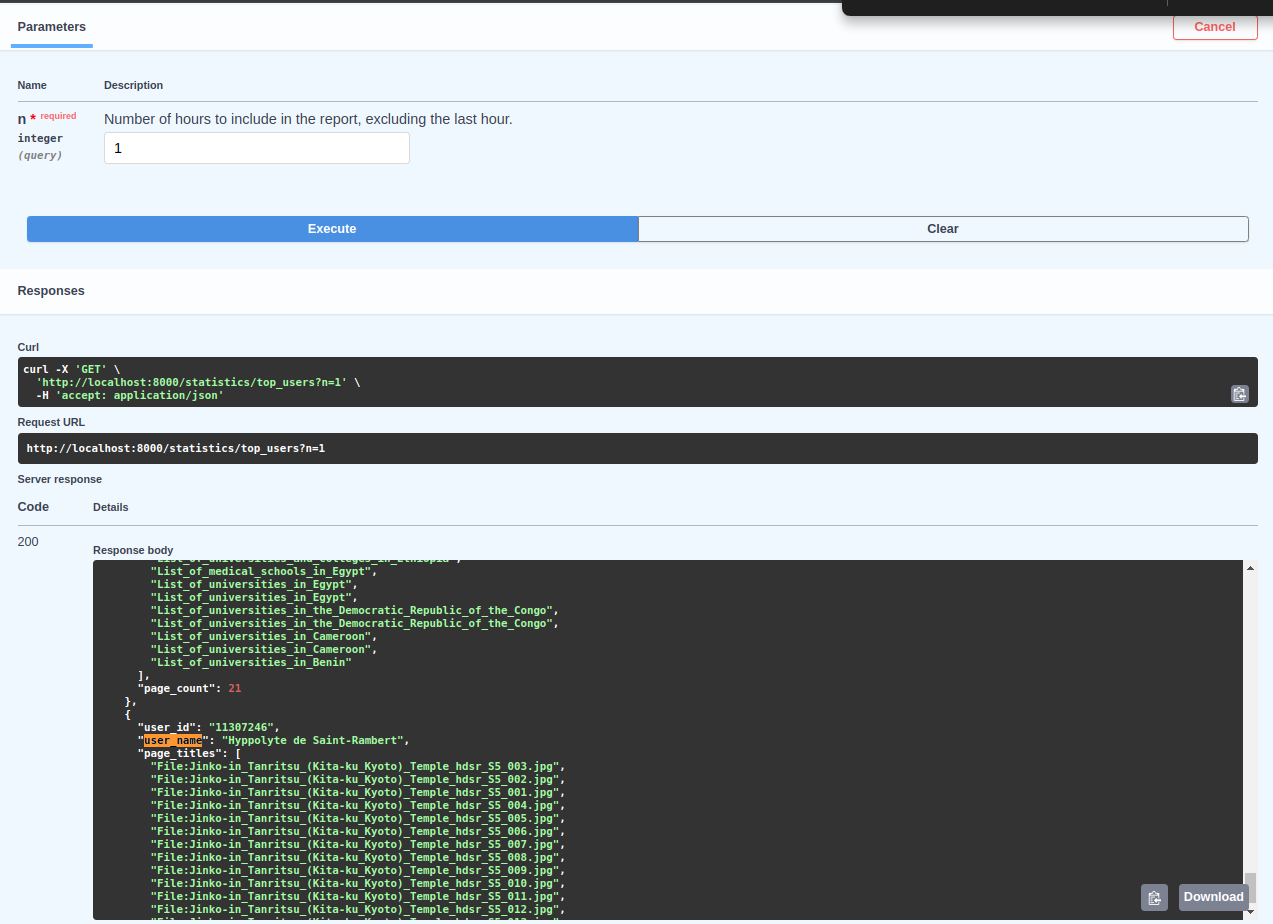 Parameters
Cancel
Name Description
n * required
Number of hours to include in the report, excluding the last hour.
integer
(query)
1
Execute Clear
Responses
Curl
curl -X 'GET' \
'http://localhost:8000/statistics/top_users?n=1' \
-H 'accept: application/json'
Request URL
http://localhost:8000/statistics/top_users?n=1
Server response
Code Details
200
Response body
"List_of_universities_and_colleges_in_Ethiopia",
"List_of_medical_schools_in_Egypt",
"List_of_universities_in_Egypt",
"List_of_universities_in_Egypt",
"List_of_universities_in_the_Democratic_Republic_of_the_Congo",
"List_of_universities_in_the_Democratic_Republic_of_the_Congo",
"List_of_universities_in_Cameroon",
"List_of_universities_in_Cameroon",
"List_of_universities_in_Benin"
],
"page_count": 21
},
{
"user_id": "11307246",
"user_name": "Hyppolyte de Saint-Rambert",
"page_titles": [
"File:Jinko-in_Tanritsu_(Kita-ku_Kyoto)_Temple_hdsr_S5_003.jpg",
"File:Jinko-in_Tanritsu_(Kita-ku_Kyoto)_Temple_hdsr_S5_002.jpg",
"File:Jinko-in_Tanritsu_(Kita-ku_Kyoto)_Temple_hdsr_S5_001.jpg",
"File:Jinko-in_Tanritsu_(Kita-ku_Kyoto)_Temple_hdsr_S5_004.jpg",
"File:Jinko-in_Tanritsu_(Kita-ku_Kyoto)_Temple_hdsr_S5_005.jpg",
"File:Jinko-in_Tanritsu_(Kita-ku_Kyoto)_Temple_hdsr_S5_006.jpg",
"File:Jinko-in_Tanritsu_(Kita-ku_Kyoto)_Temple_hdsr_S5_007.jpg",
"File:Jinko-in_Tanritsu_(Kita-ku_Kyoto)_Temple_hdsr_S5_008.jpg",
"File:Jinko-in_Tanritsu_(Kita-ku_Kyoto)_Temple_hdsr_S5_009.jpg",
"File:Jinko-in_Tanritsu_(Kita-ku_Kyoto)_Temple_hdsr_S5_010.jpg",
"File:Jinko-in_Tanritsu_(Kita-ku_Kyoto)_Temple_hdsr_S5_011.jpg",
"File:Jinko-in_Tanritsu_(Kita-ku_Kyoto)_Temple_hdsr_S5_012.jpg",
Download